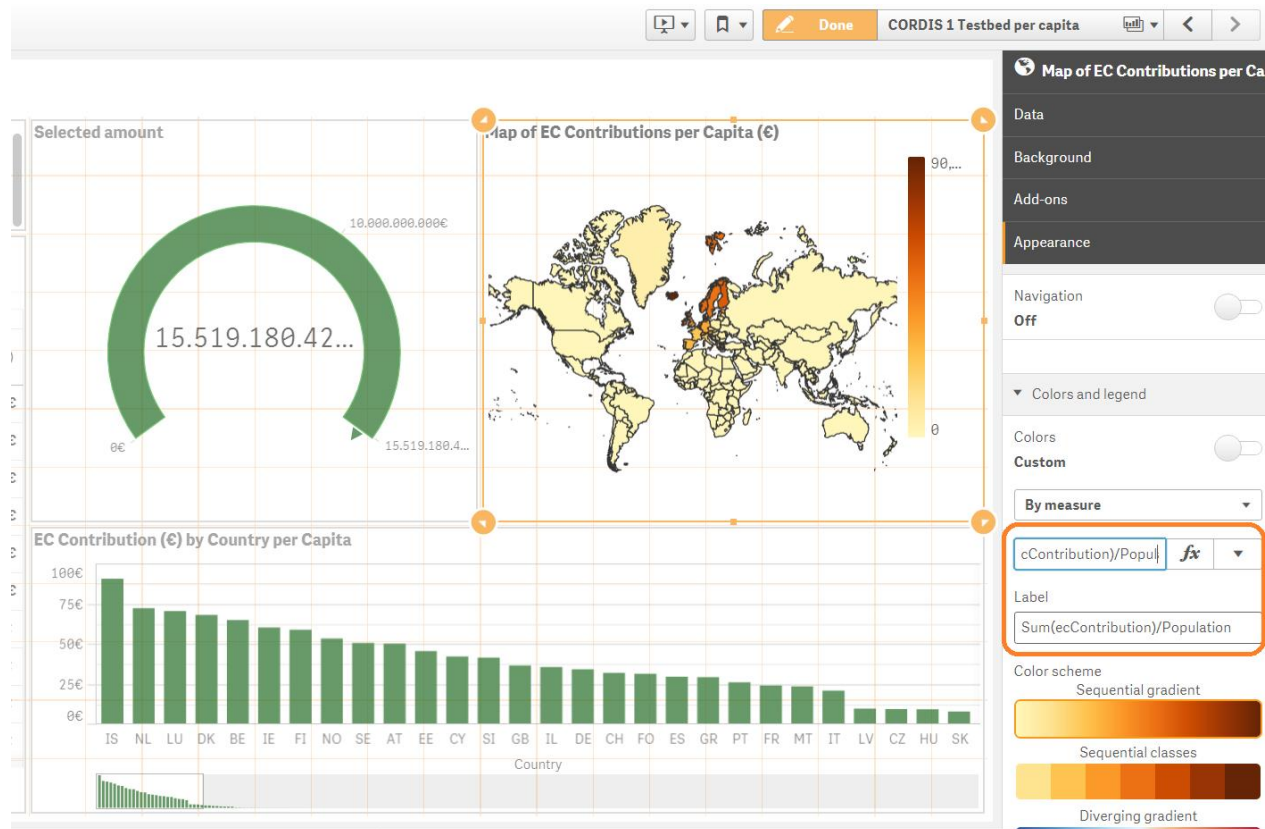 Done
CORDIS 1 Testbed per capita
Selected amount
10.000.000.000€
15.519.180.42...
0€
15.519.180.4...
Map of EC Contributions per Capita (€)
90,...
0
EC Contribution (€) by Country per Capita
100€
75€
50€
25€
0€
IS NL LU DK BE IE FI NO SE AT EE CY SI GB IL DE CH FO ES GR PT FR MT IT LV CZ HU SK
Country
Map of EC Contributions per Ca
Data
Background
Add-ons
Appearance
Navigation
Off
Colors and legend
Colors
Custom
By measure
cContribution)/Popul
fx
Label
Sum(ecContribution)/Population
Color scheme
Sequential gradient
Sequential classes
Diverging gradient